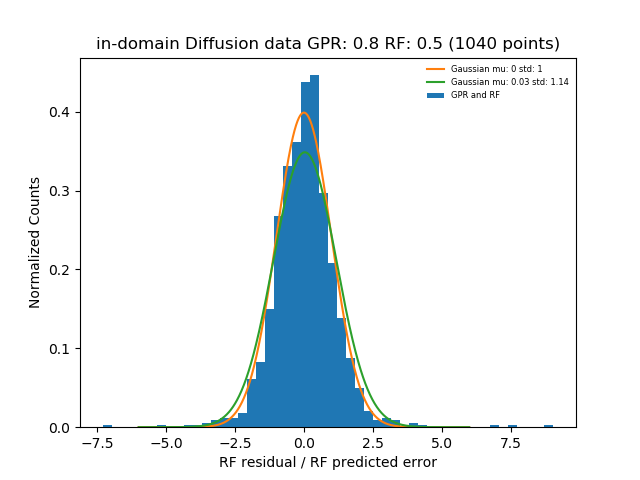 in-domain Diffusion data GPR: 0.8 RF: 0.5 (1040 points)
Gaussian mu: 0 std: 1
Gaussian mu: 0.03 std: 1.14
GPR and RF
Normalized Counts
0.4
0.3
0.2
0.1
0.0
−7.5 −5.0 −2.5 0.0 2.5 5.0 7.5
RF residual / RF predicted error